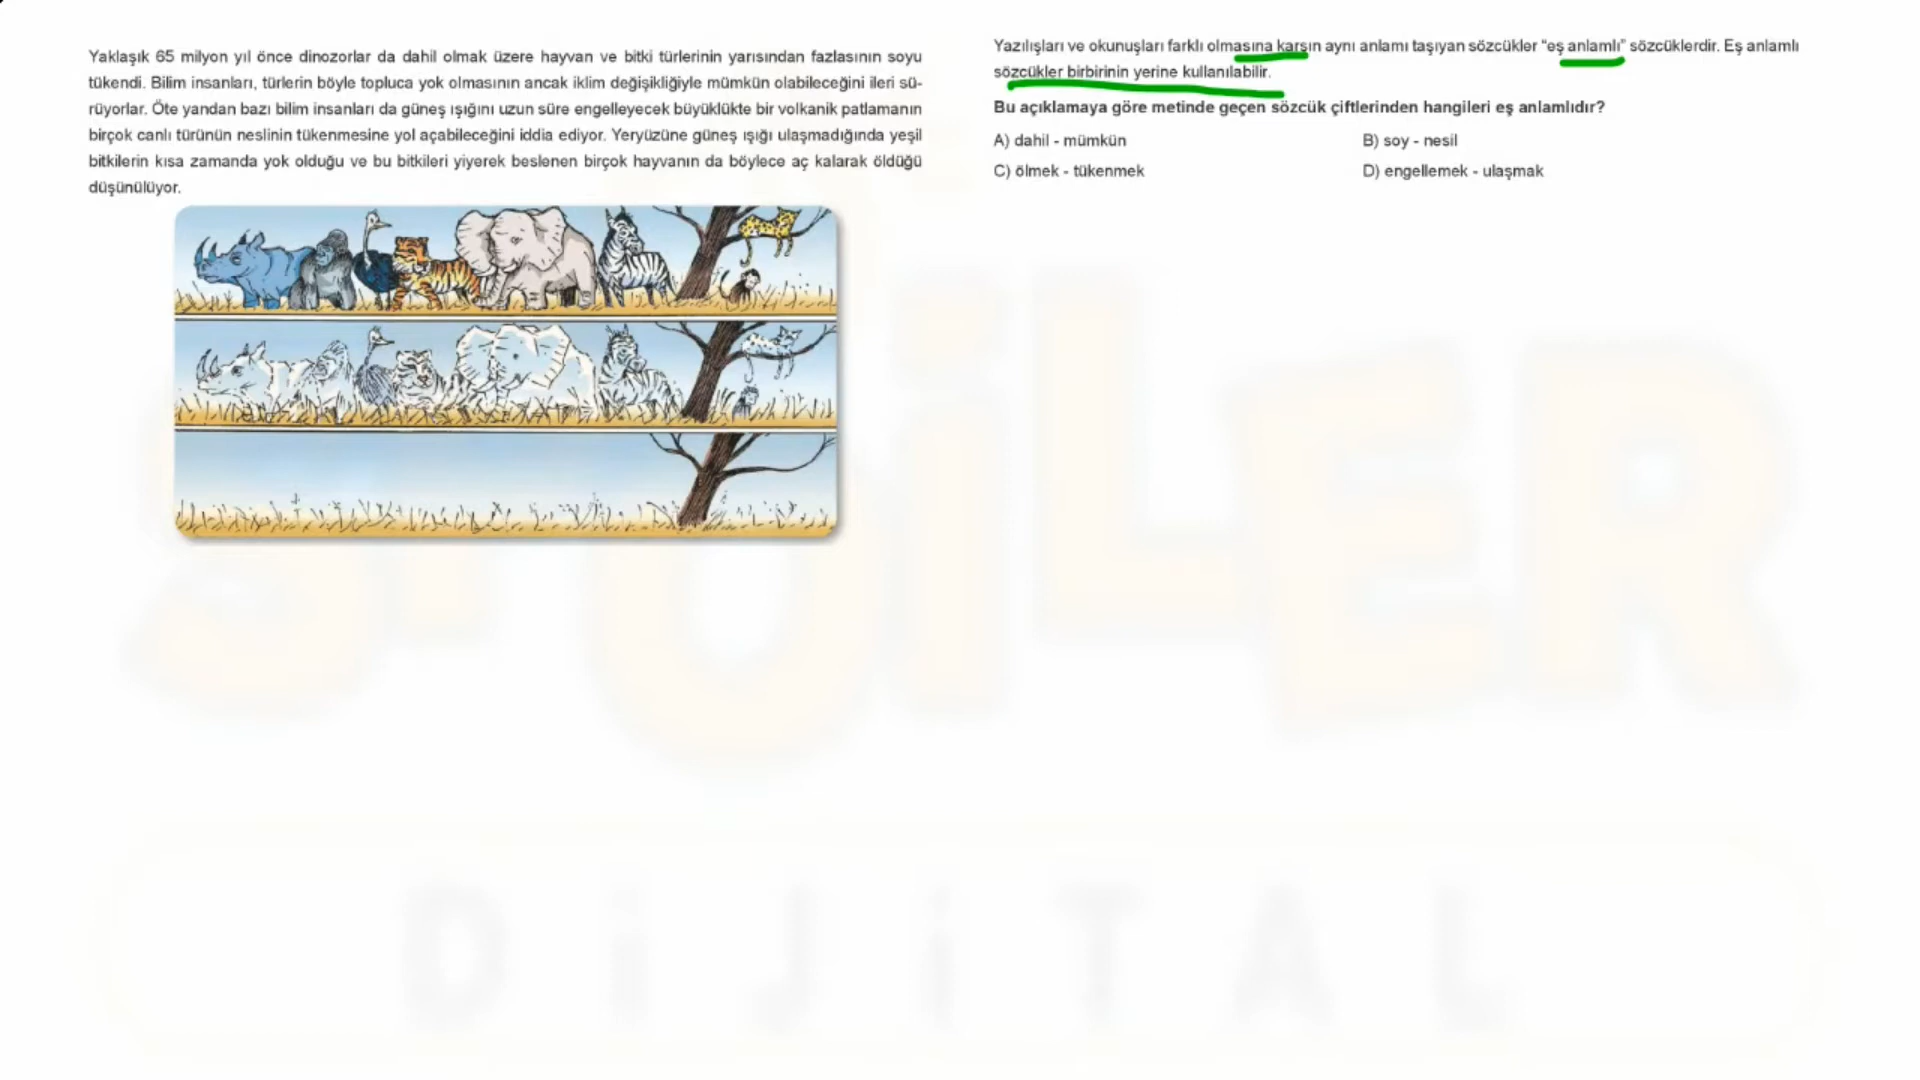 Yaklaşık 65 milyon yıl önce dinozorlar da dahil olmak üzere hayvan ve bitki türlerinin yarısından fazlasının soyu
tükendi. Bilim insanları, türlerin böyle topluca yok olmasının ancak iklim değişikliğiyle mümkün olabileceğini ileri sü-
rüyorlar. Öte yandan bazı bilim insanları da güneş ışığını uzun süre engelleyecek büyüklükte bir volkanik patlamanın
birçok canlı türünün neslinin tükenmesine yol açabileceğini iddia ediyor. Yeryüzüne güneş ışığı ulaşmadığında yeşil
bitkilerin kısa zamanda yok olduğu ve bu bitkileri yiyerek beslenen birçok hayvanın da böylece aç kalarak öldüğü
düşünülüyor.
Yazılışları ve okunuşları farklı olmasına karşın aynı anlamı taşıyan sözcükler “eş anlamlı” sözcüklerdir. Eş anlamlı
sözcükler birbirinin yerine kullanılabilir.
Bu açıklamaya göre metinde geçen sözcük çiftlerinden hangileri eş anlamlıdır?
A) dahil - mümkün
B) soy - nesil
C) ölmek - tükenmek
D) engellemek - ulaşmak
SPOİLER
DİJİTAL